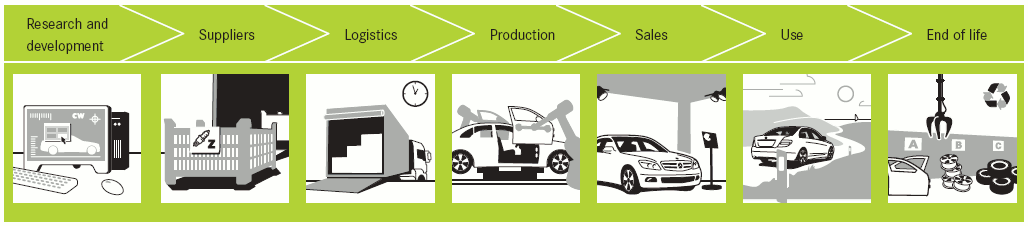 Research and
development
Suppliers
Logistics
Production
Sales
Use
End of life
CW
Z
A
B
C